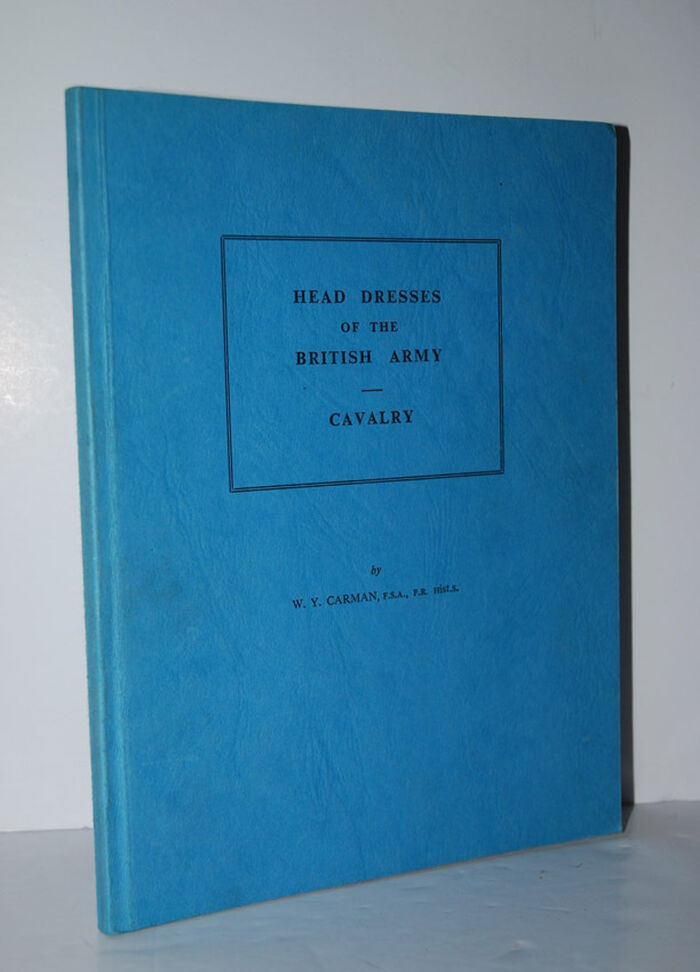 HEAD DRESSES
OF THE
BRITISH ARMY
—
CAVALRY
by
W. Y. CARMAN, F.S.A., F.R. Hist.S.